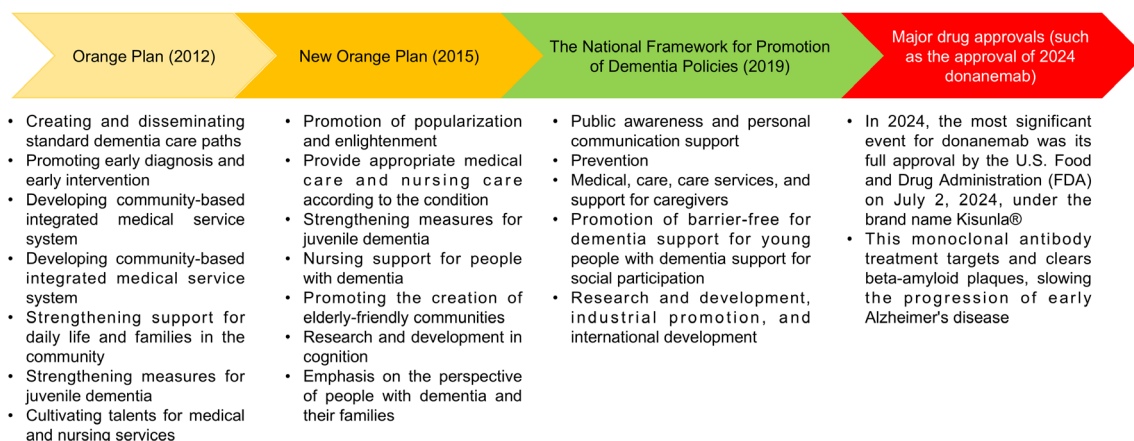 Orange Plan (2012)
New Orange Plan (2015)
The National Framework for Promotion
of Dementia Policies (2019)
Major drug approvals (such
as the approval of 2024
donanemab)
• Creating and disseminating
standard dementia care paths
• Promoting early diagnosis and
early intervention
• Developing community-based
integrated medical service
system
• Developing community-based
integrated medical service
system
• Strengthening support for
daily life and families in the
community
• Strengthening measures for
juvenile dementia
• Cultivating talents for medical
and nursing services
• Promotion of popularization
and enlightenment
• Provide appropriate medical
care and nursing care
according to the condition
• Strengthening measures for
juvenile dementia
• Nursing support for people
with dementia
• Promoting the creation of
elderly-friendly communities
• Research and development in
cognition
• Emphasis on the perspective
of people with dementia and
their families
• Public awareness and personal
communication support
• Prevention
• Medical, care, care services, and
support for caregivers
• Promotion of barrier-free for
dementia support for young
people with dementia support for
social participation
• Research and development,
industrial promotion, and
international development
• In 2024, the most significant
event for donanemab was its
full approval by the U.S. Food
and Drug Administration (FDA)
on July 2, 2024, under the
brand name Kisunla®
• This monoclonal antibody
treatment targets and clears
beta-amyloid plaques, slowing
the progression of early
Alzheimer's disease